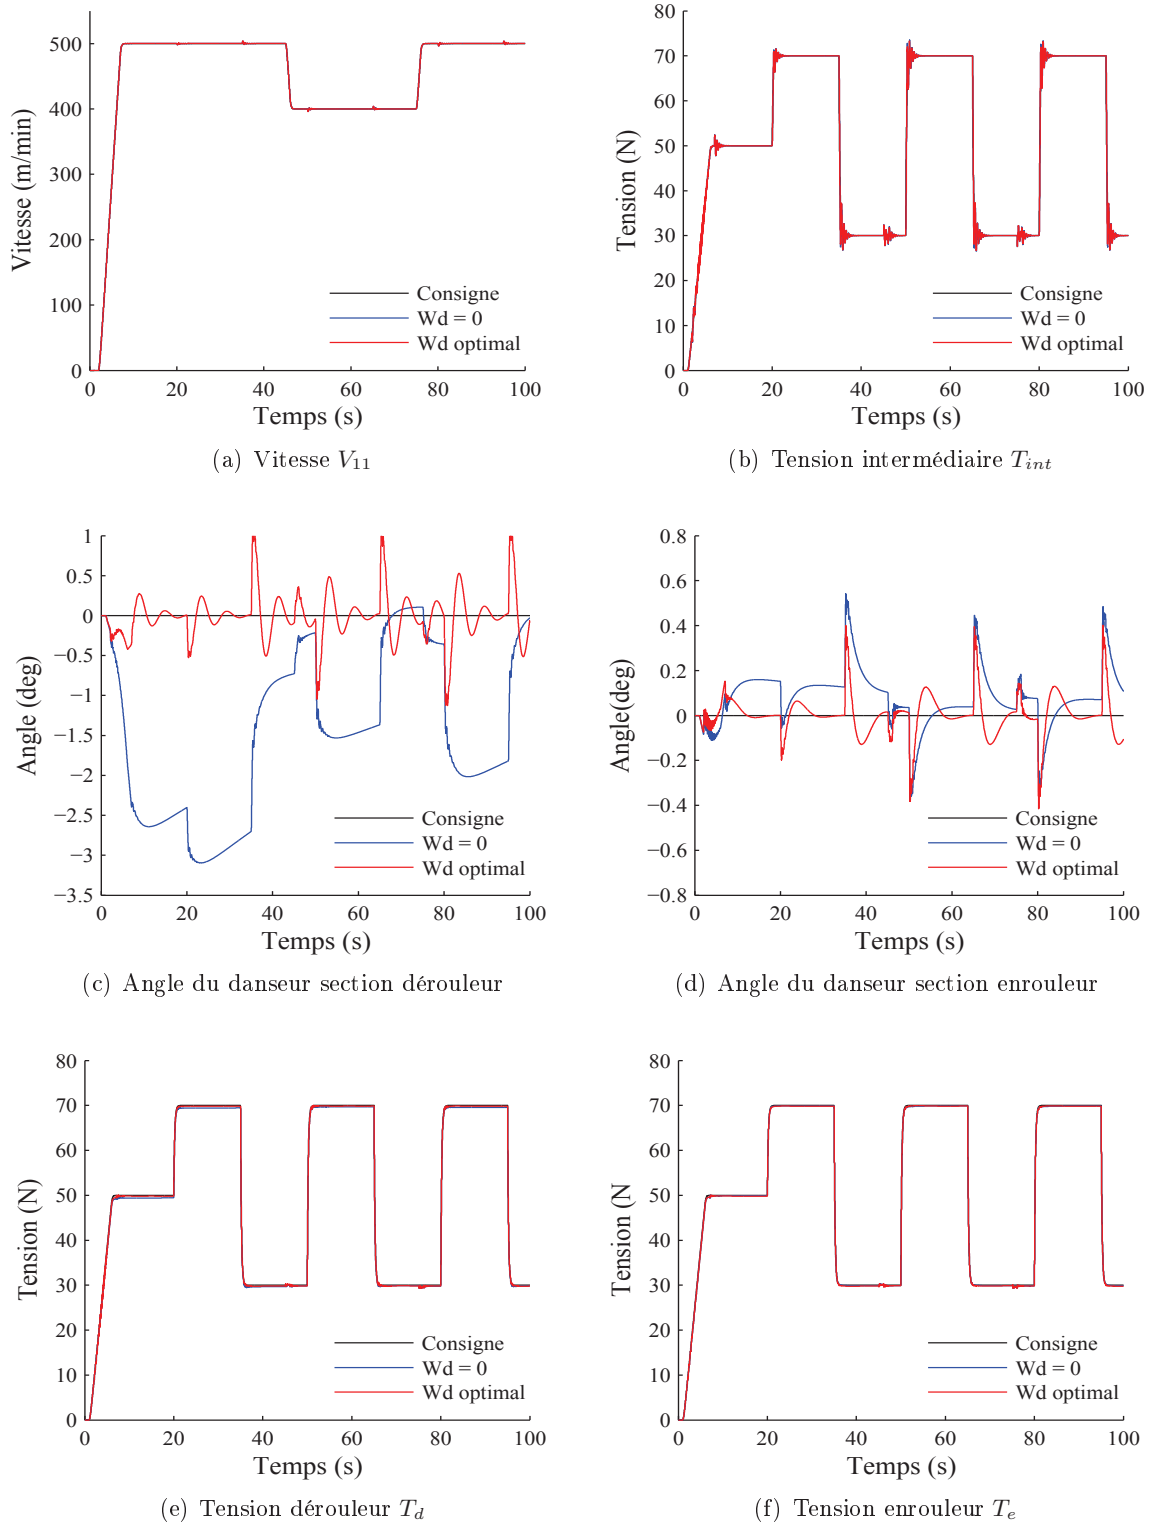 Vitesse (m/min)
500
400
300
200
100
0
0 20 40 60 80 100
Temps (s)
Consigne
Wd = 0
Wd optimal
(a) Vitesse V11
Tension (N)
80
70
60
50
40
30
20
10
0
0 20 40 60 80 100
Temps (s)
Consigne
Wd = 0
Wd optimal
(b) Tension intermédiaire Tint
Angle (deg)
1
0.5
0
−0.5
−1
−1.5
−2
−2.5
−3
−3.5
0 20 40 60 80 100
Temps (s)
Consigne
Wd = 0
Wd optimal
(c) Angle du danseur section dérouleur
Angle(deg)
0.8
0.6
0.4
0.2
0
−0.2
−0.4
−0.6
−0.8
0 20 40 60 80 100
Temps (s)
Consigne
Wd = 0
Wd optimal
(d) Angle du danseur section enrouleur
Tension (N)
80
70
60
50
40
30
20
10
0
0 20 40 60 80 100
Temps (s)
Consigne
Wd = 0
Wd optimal
(e) Tension dérouleur Td
Tension (N
80
70
60
50
40
30
20
10
0
0 20 40 60 80 100
Temps (s)
Consigne
Wd = 0
Wd optimal
(f) Tension enrouleur Te